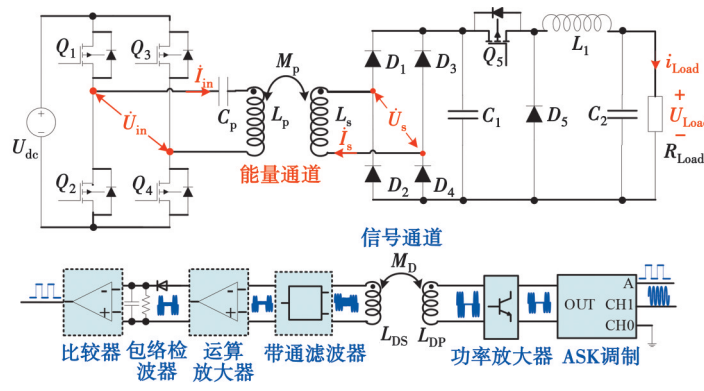 Q1 Q3 İin Mp D1 D3 Q5 L1 iLoad
U̇in Cp Lp Ls U̇s C1 D5 C2 + ULoad −
Udc İs RLoad
Q2 Q4 能量通道 D2 D4
信号通道
MD
A
OUT CH1
CH0
LDS LDP
比较器 包络检波器 运算放大器 带通滤波器 功率放大器 ASK调制